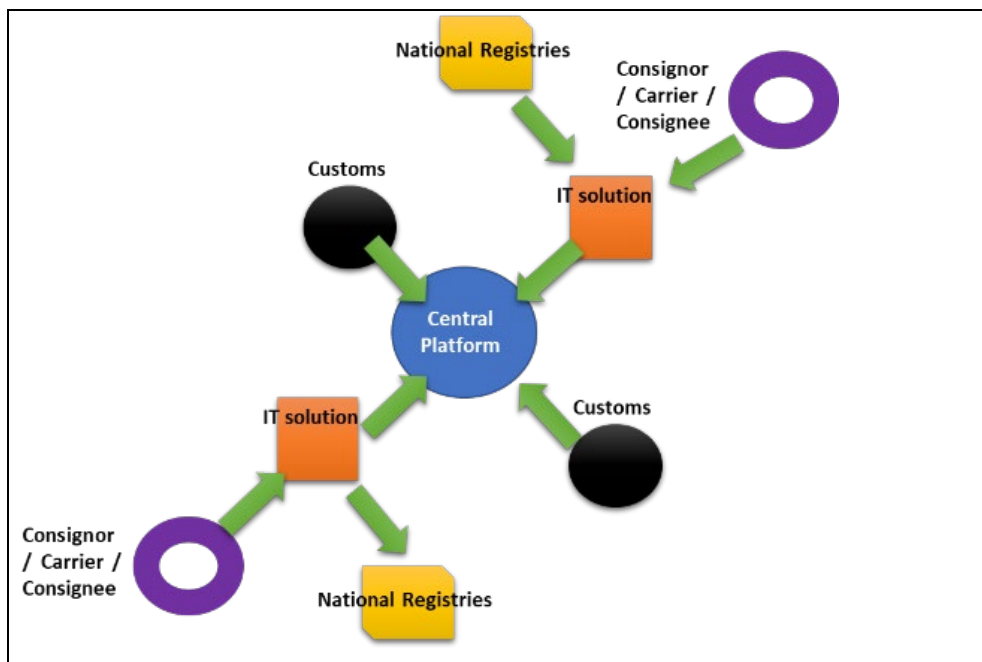 National Registries
Consignor
/ Carrier /
Consignee
Customs
IT solution
Central
Platform
IT solution
Customs
Consignor
/ Carrier /
Consignee
National Registries